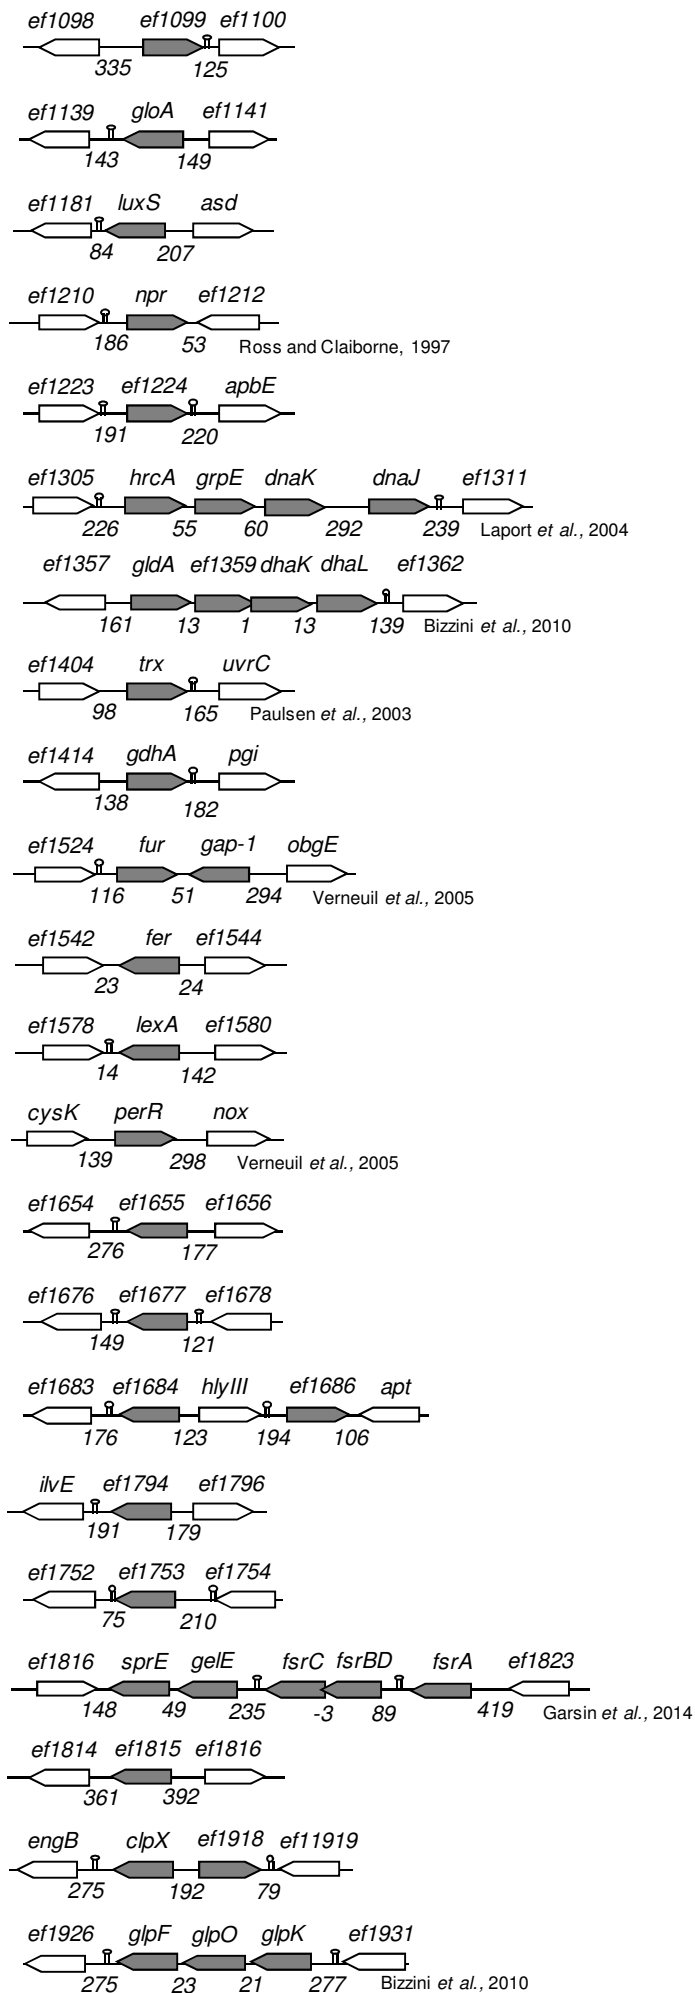 ef1098 ef1099 ef1100
335 125
ef1139 gloA ef1141
143 149
ef1181 luxS asd
84 207
ef1210 npr ef1212
186 53 Ross and Claiborne, 1997
ef1223 ef1224 apbE
191 220
ef1305 hrcA grpE dnaK dnaJ ef1311
226 55 60 292 239 Laport et al., 2004
ef1357 gldA ef1359 dhaK dhaL ef1362
161 13 1 13 139 Bizzini et al., 2010
ef1404 trx uvrC
98 165 Paulsen et al., 2003
ef1414 gdhA pgi
138 182
ef1524 fur gap-1 obgE
116 51 294 Verneuil et al., 2005
ef1542 fer ef1544
23 24
ef1578 lexA ef1580
14 142
cysK perR nox
139 298 Verneuil et al., 2005
ef1654 ef1655 ef1656
276 177
ef1676 ef1677 ef1678
149 121
ef1683 ef1684 hlyIII ef1686 apt
176 123 194 106
ilvE ef1794 ef1796
191 179
ef1752 ef1753 ef1754
75 210
ef1816 sprE gelE fsrC fsrBD fsrA ef1823
148 49 235 -3 89 419 Garsin et al., 2014
ef1814 ef1815 ef1816
361 392
engB clpX ef1918 ef11919
275 192 79
ef1926 glpF glpO glpK ef1931
275 23 21 277 Bizzini et al., 2010